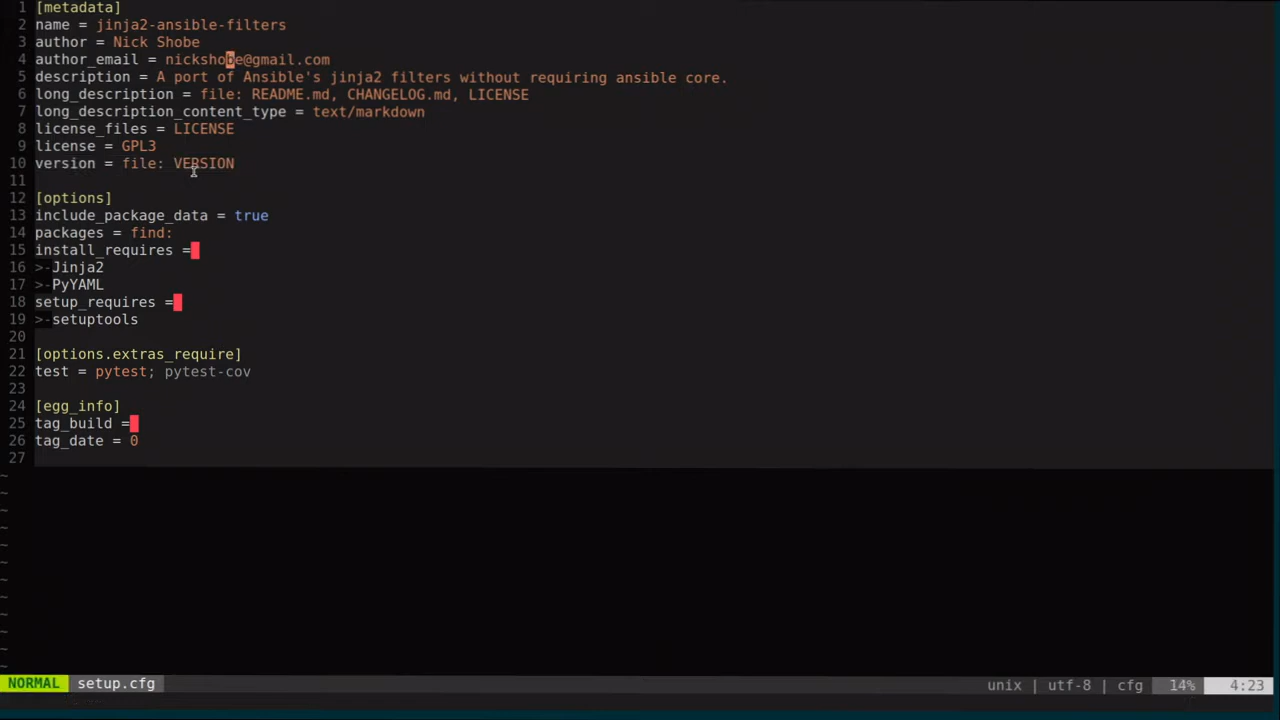 1 [metadata]
2 name = jinja2-ansible-filters
3 author = Nick Shobe
4 author_email = nickshobe@gmail.com
5 description = A port of Ansible's jinja2 filters without requiring ansible core.
6 long_description = file: README.md, CHANGELOG.md, LICENSE
7 long_description_content_type = text/markdown
8 license_files = LICENSE
9 license = GPL3
10 version = file: VERSION
11
12 [options]
13 include_package_data = true
14 packages = find:
15 install_requires =
16 >-Jinja2
17 >-PyYAML
18 setup_requires =
19 >-setuptools
20
21 [options.extras_require]
22 test = pytest; pytest-cov
23
24 [egg_info]
25 tag_build =
26 tag_date = 0
27
~
~
~
~
~
~
~
~
~
~
~
~
NORMAL setup.cfg unix | utf-8 | cfg 14% 4:23